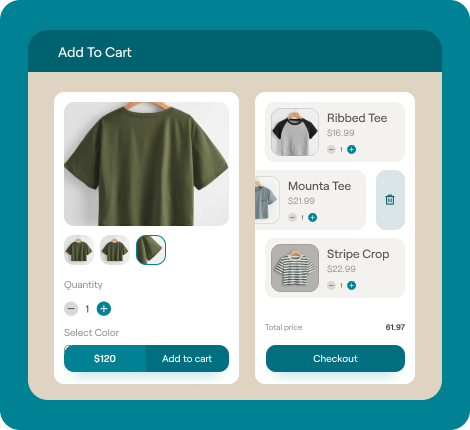 Add To Cart
Quantity
1
Select Color
$120
Add to cart
Ribbed Tee
$16.99
1
Mounta Tee
$21.99
1
Stripe Crop
$22.99
1
Total price
61.97
Checkout